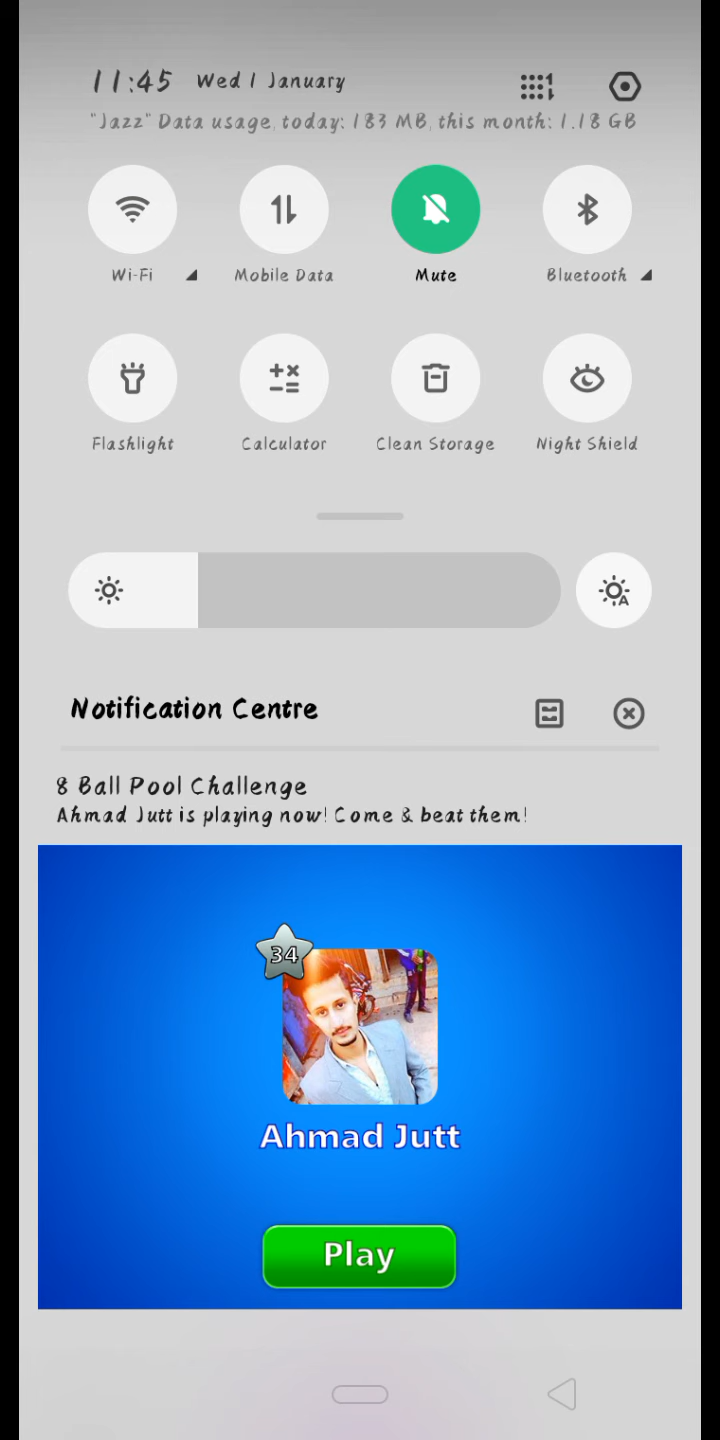 11:45 Wed 1 January
"Jazz" Data usage, today: 183 MB, this month: 1.18 GB
Wi-Fi Mobile Data Mute Bluetooth
Flashlight Calculator Clean Storage Night Shield
A
Notification Centre
8 Ball Pool Challenge
Ahmad Jutt is playing now! Come & beat them!
34
Ahmad Jutt
Play